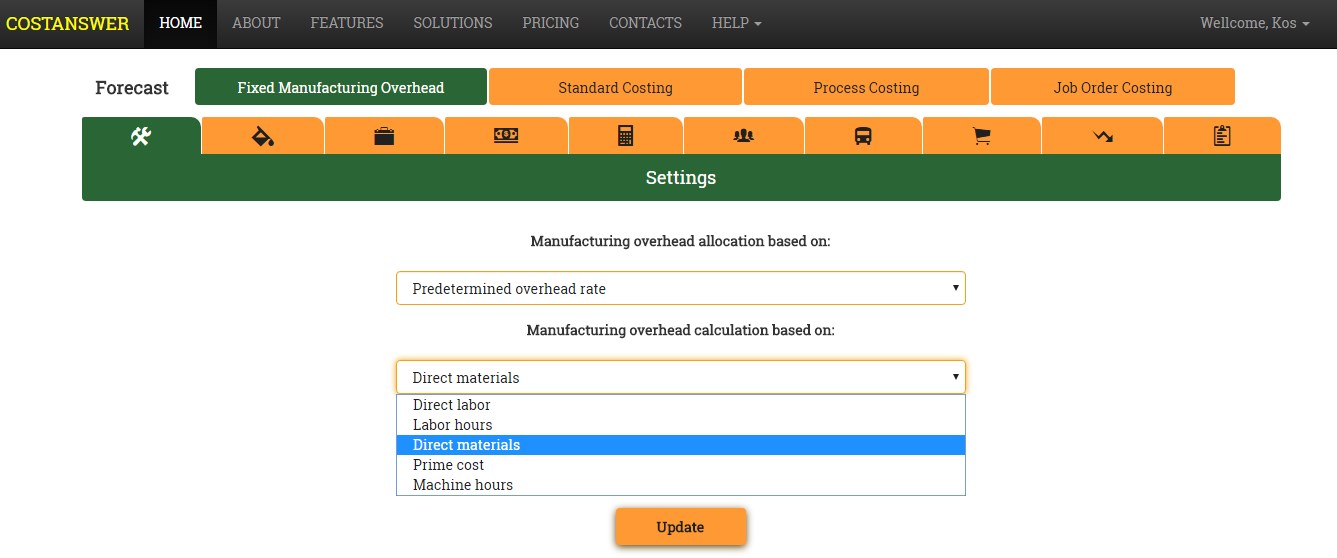 COSTANSWER HOME ABOUT FEATURES SOLUTIONS PRICING CONTACTS HELP Wellcome, Kos
Forecast Fixed Manufacturing Overhead Standard Costing Process Costing Job Order Costing
Settings
Manufacturing overhead allocation based on:
Predetermined overhead rate
Manufacturing overhead calculation based on:
Direct materials
Direct labor
Labor hours
Direct materials
Prime cost
Machine hours
Update